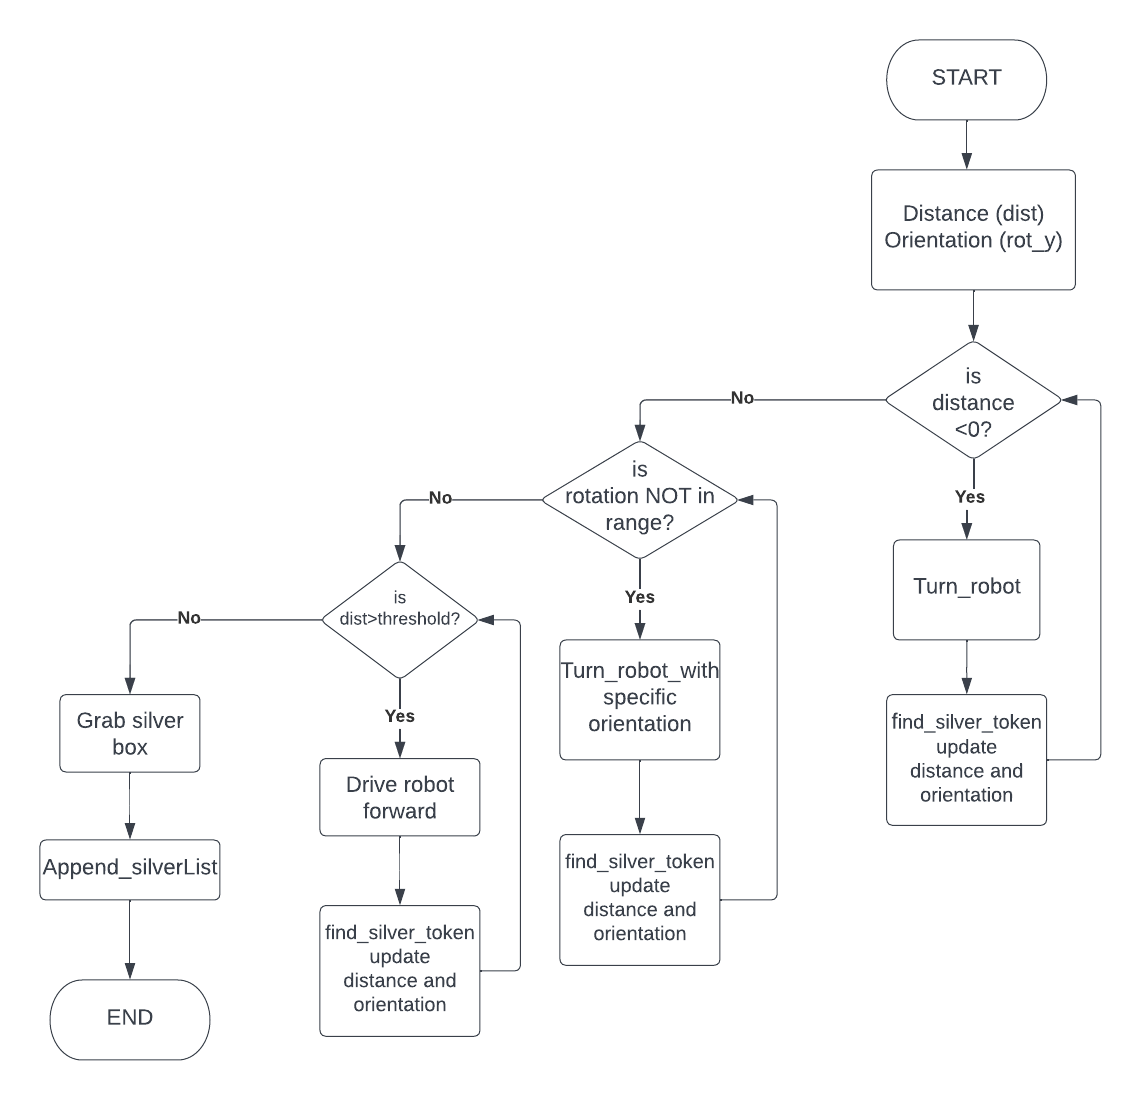 START
Distance (dist)
Orientation (rot_y)
is
distance
<0?
No
Yes
Turn_robot
find_silver_token
update
distance and
orientation
is
rotation NOT in
range?
No
Yes
Turn_robot_with
specific
orientation
find_silver_token
update
distance and
orientation
is
dist>threshold?
No
Yes
Drive robot
forward
find_silver_token
update
distance and
orientation
Grab silver
box
Append_silverList
END